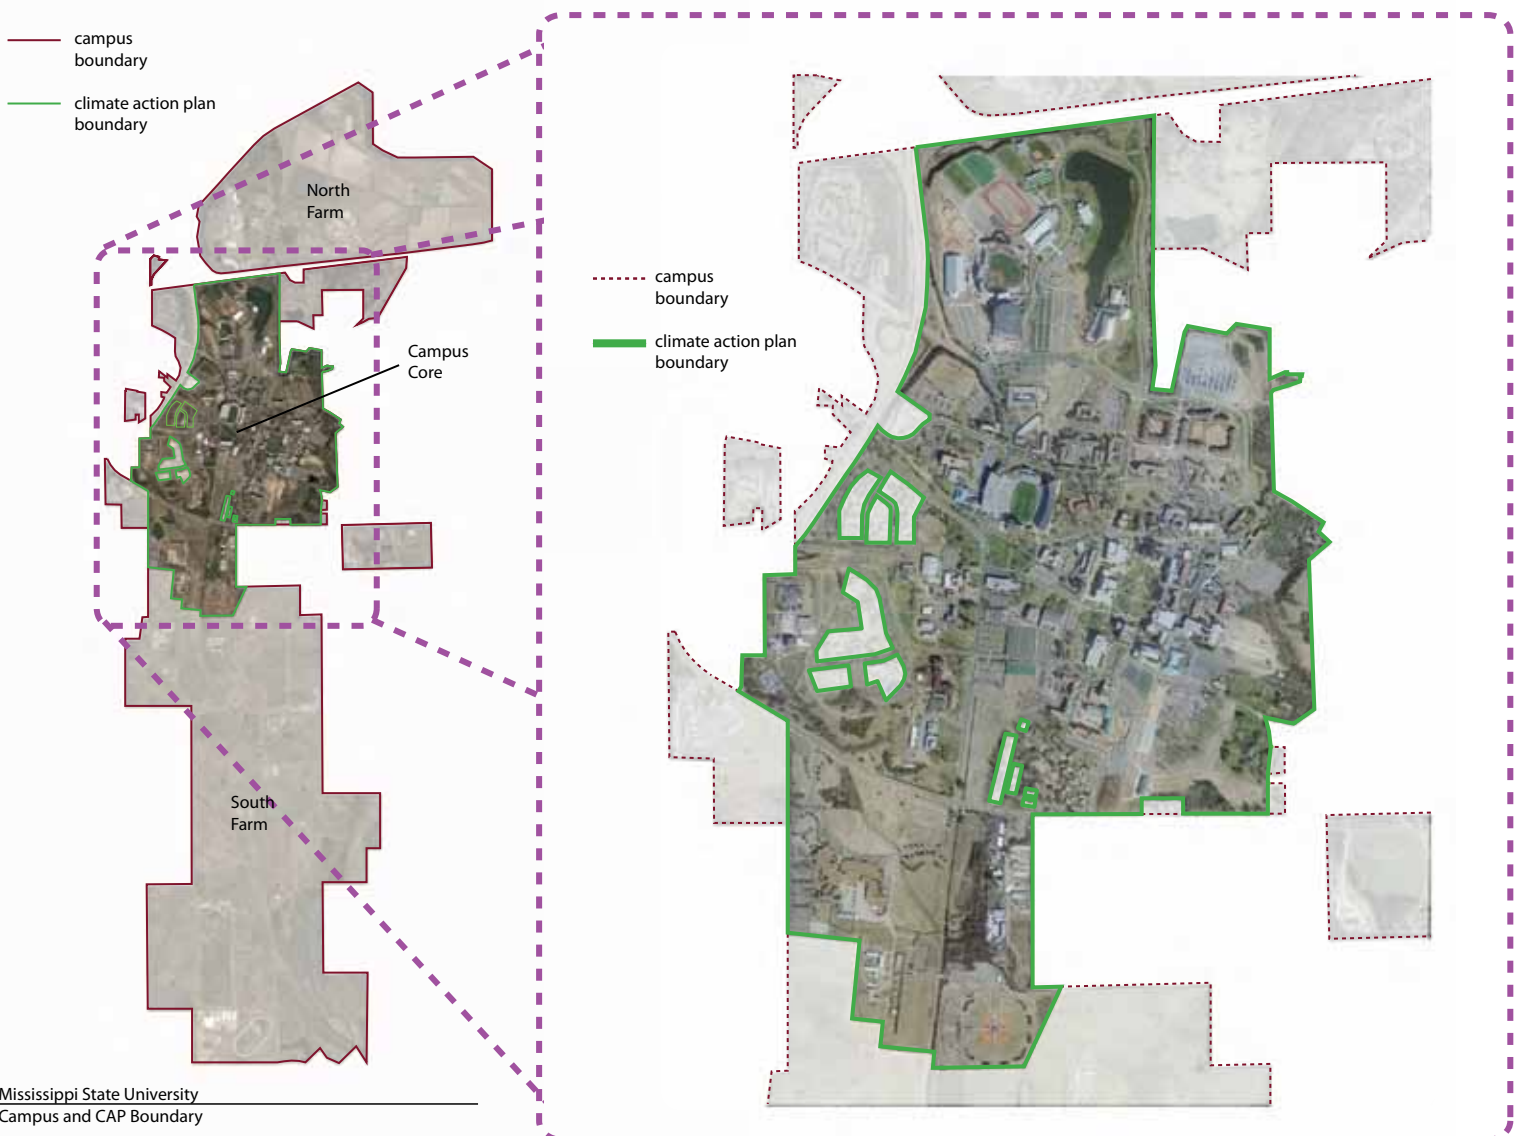 campus
boundary
climate action plan
boundary
North
Farm
Campus
Core
South
Farm
campus
boundary
climate action plan
boundary
Mississippi State University
Campus and CAP Boundary